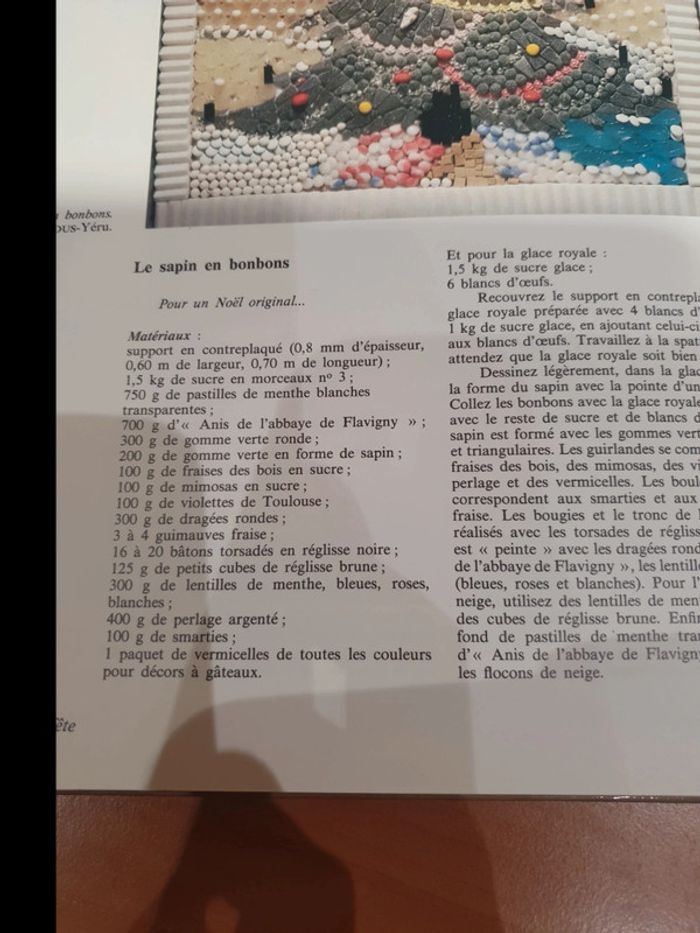 bonbons.
ous-Yéru.
Le sapin en bonbons
Pour un Noël original...
Matériaux :
support en contreplaqué (0,8 mm d'épaisseur,
0,60 m de largeur, 0,70 m de longueur) ;
1,5 kg de sucre en morceaux nº 3 ;
750 g de pastilles de menthe blanches
transparentes ;
700 g d'« Anis de l'abbaye de Flavigny » ;
300 g de gomme verte ronde ;
200 g de gomme verte en forme de sapin ;
100 g de fraises des bois en sucre ;
100 g de mimosas en sucre ;
100 g de violettes de Toulouse ;
300 g de dragées rondes ;
3 à 4 guimauves fraise ;
16 à 20 bâtons torsadés en réglisse noire ;
125 g de petits cubes de réglisse brune ;
300 g de lentilles de menthe, bleues, roses,
blanches ;
400 g de perlage argenté ;
100 g de smarties ;
1 paquet de vermicelles de toutes les couleurs
pour décors à gâteaux.
fête
Et pour la glace royale :
1,5 kg de sucre glace ;
6 blancs d'œufs.
Recouvrez le support en contrepla
glace royale préparée avec 4 blancs d'
1 kg de sucre glace, en ajoutant celui-ci
aux blancs d'œufs. Travaillez à la spat
attendez que la glace royale soit bien
Dessinez légèrement, dans la glac
la forme du sapin avec la pointe d'un
Collez les bonbons avec la glace royale
avec le reste de sucre et de blancs d
sapin est formé avec les gommes vert
et triangulaires. Les guirlandes se com
fraises des bois, des mimosas, des vi
perlage et des vermicelles. Les boul
correspondent aux smarties et aux
fraise. Les bougies et le tronc de l
réalisés avec les torsades de réglis
est « peinte » avec les dragées rond
de l'abbaye de Flavigny », les lentille
(bleues, roses et blanches). Pour l'
neige, utilisez des lentilles de men
des cubes de réglisse brune. Enfin
fond de pastilles de menthe tra
d'« Anis de l'abbaye de Flavigny
les flocons de neige.